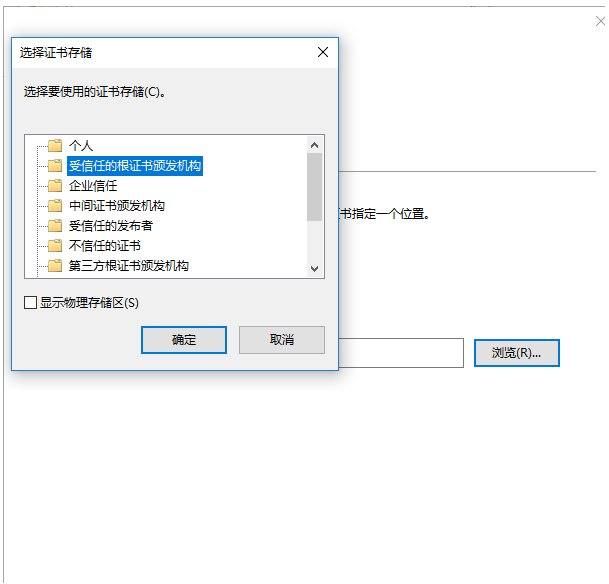 选择证书存储
选择要使用的证书存储(C)。
个人
受信任的根证书颁发机构
企业信任
中间证书颁发机构
受信任的发布者
不信任的证书
第三方根证书颁发机构
书指定一个位置。
显示物理存储区(S)
确定
取消
浏览(R)...